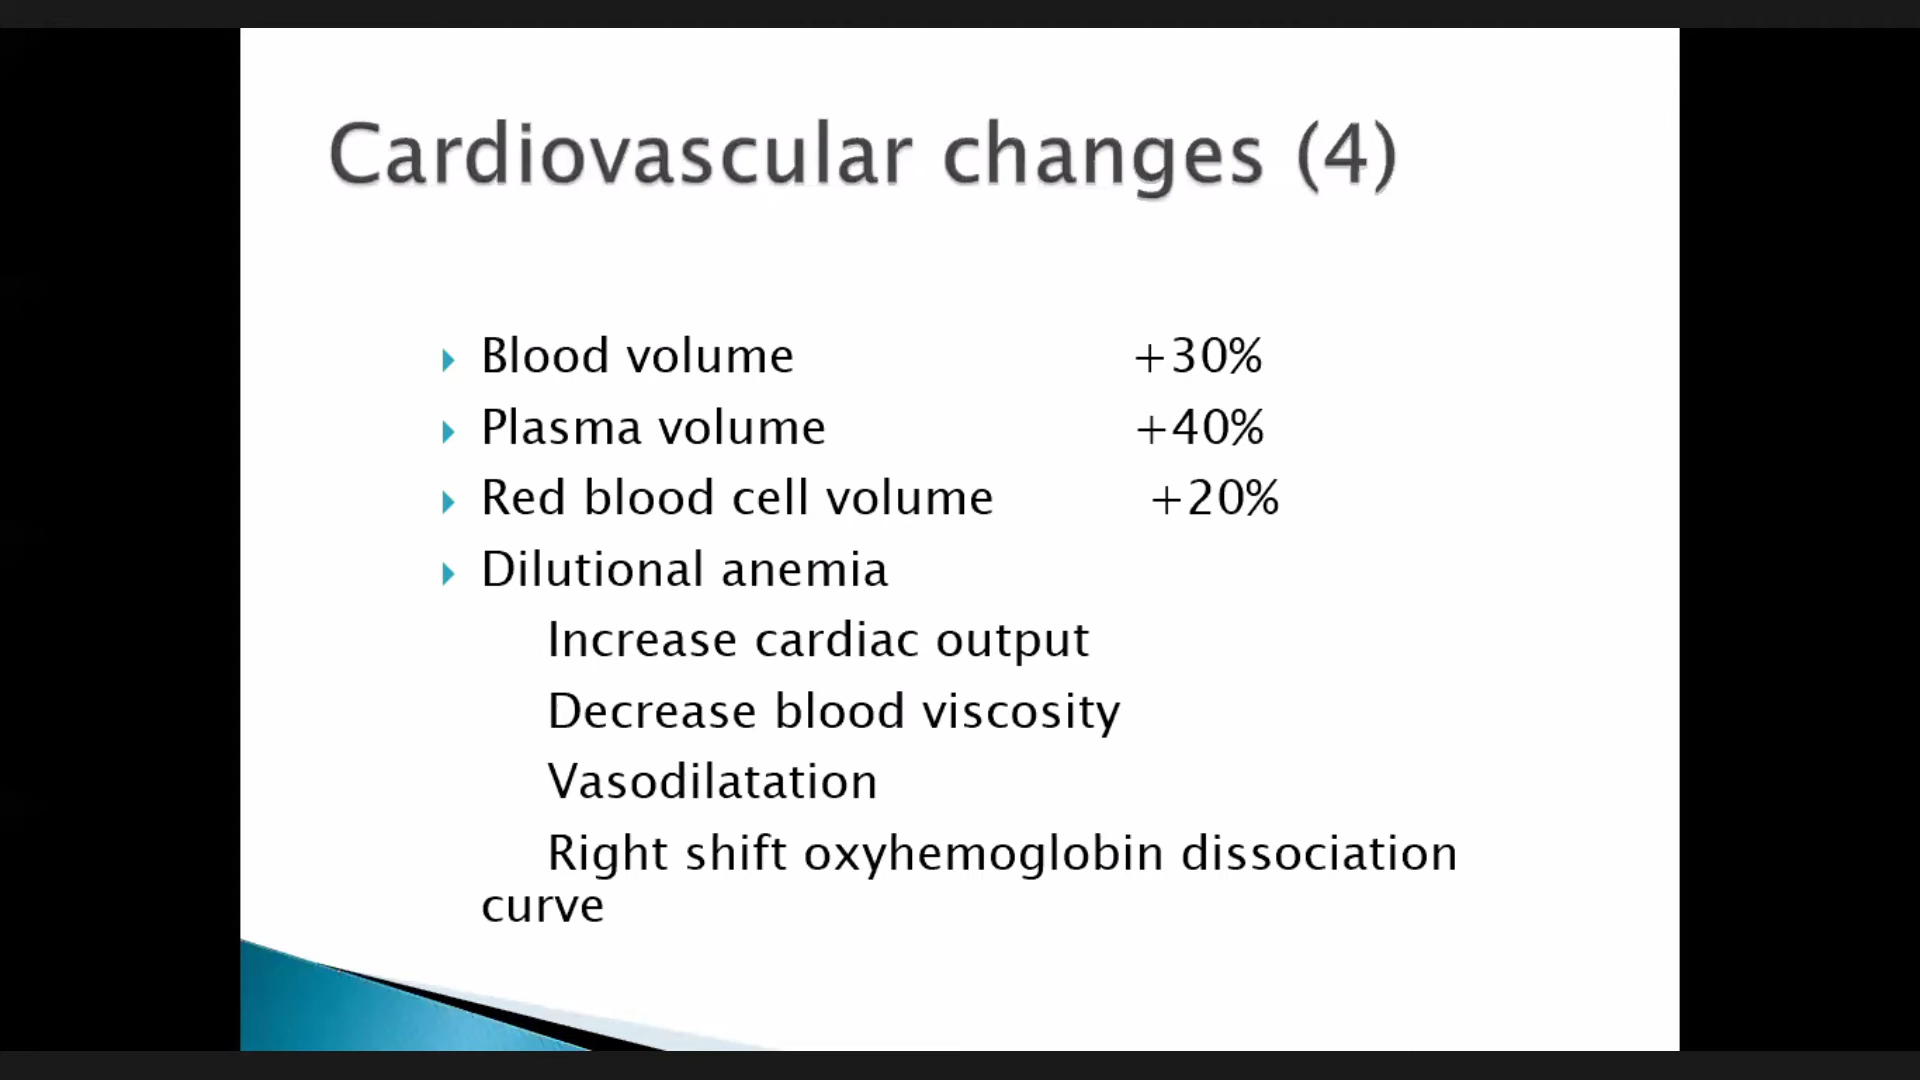 Cardiovascular changes (4)
Blood volume +30%
Plasma volume +40%
Red blood cell volume +20%
Dilutional anemia
Increase cardiac output
Decrease blood viscosity
Vasodilatation
Right shift oxyhemoglobin dissociation
curve